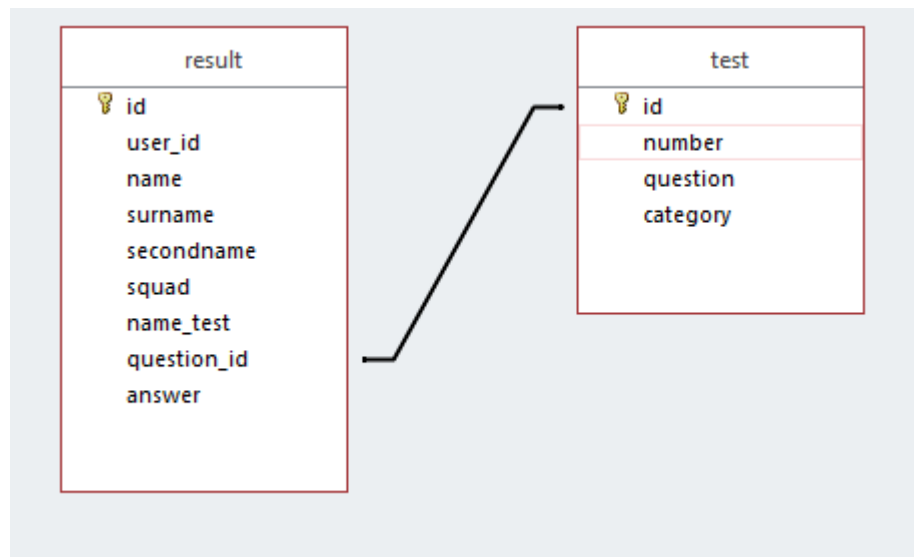 result
id
user_id
name
surname
secondname
squad
name_test
question_id
answer
test
id
number
question
category